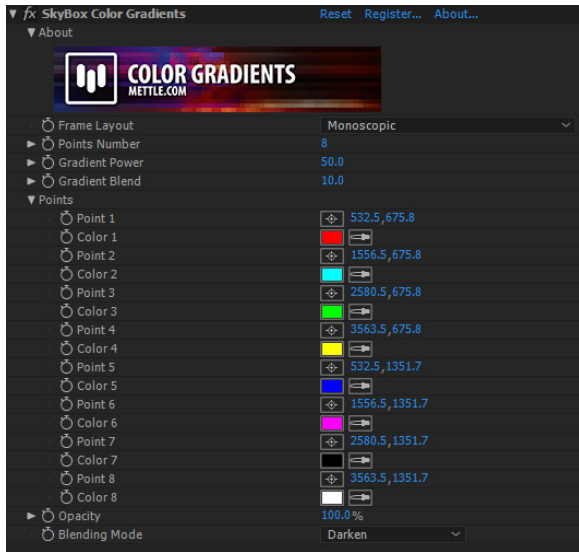 fx SkyBox Color Gradients Reset Register... About...
About
COLOR GRADIENTS
METTLE.COM
Frame Layout Monoscopic
Points Number 8
Gradient Power 50.0
Gradient Blend 10.0
Points
Point 1 532.5,675.8
Color 1
Point 2 1556.5,675.8
Color 2
Point 3 2580.5,675.8
Color 3
Point 4 3563.5,675.8
Color 4
Point 5 532.5,1351.7
Color 5
Point 6 1556.5,1351.7
Color 6
Point 7 2580.5,1351.7
Color 7
Point 8 3563.5,1351.7
Color 8
Opacity 100.0%
Blending Mode Darken